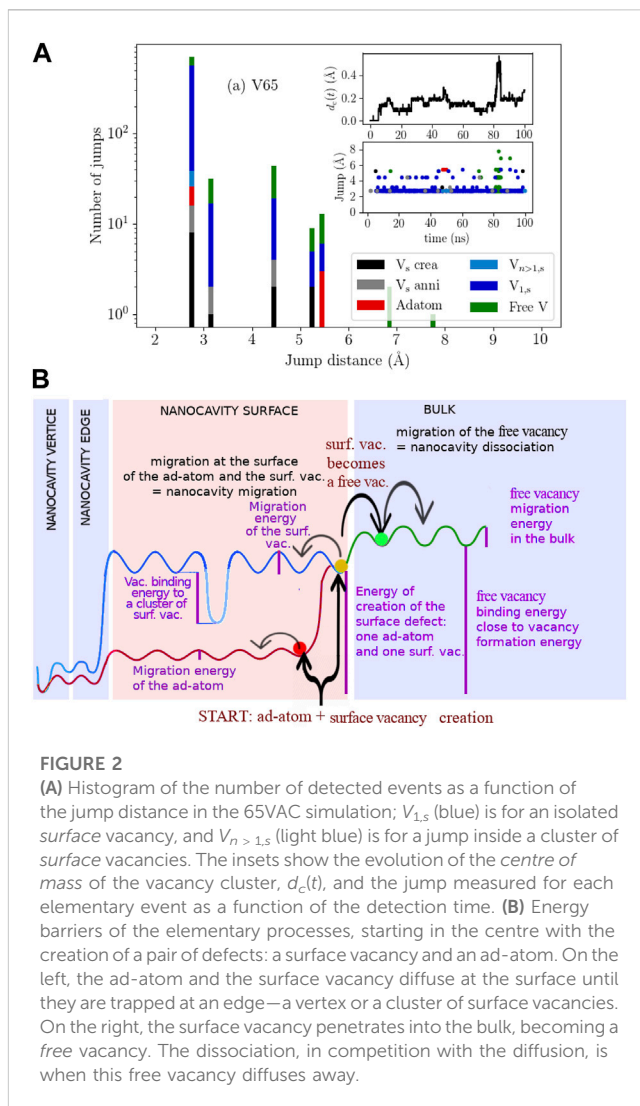 A
(a) V65
Number of jumps
10²
10¹
10⁰
2 3 4 5 6 7 8 9 10
Jump distance (Å)
d_c(t) (Å)
0.4
0.2
0.0
0 20 40 60 80 100
Jump (Å)
8
6
4
2
0
0 20 40 60 80 100
time (ns)
V_s crea
V_s anni
Adatom
V_{n>1,s}
V_{1,s}
Free V
B
NANOCAVITY VERTICE
NANOCAVITY EDGE
NANOCAVITY SURFACE
BULK
migration at the surface
of the ad-atom and the surf. vac.
= nanocavity migration
surf. vac.
becomes
a free vac.
migration of the free vacancy
= nanocavity dissociation
Migration
energy
of the surf.
vac.
free vacancy
migration
energy
in the bulk
Vac. binding
energy to
a cluster of
surf. vac.
Energy of
creation of the
surface defect:
one ad-atom
and one surf. vac.
free vacancy
binding energy
close to vacancy
formation energy
Migration energy
of the ad-atom
START: ad-atom + surface vacancy creation
FIGURE 2
(A) Histogram of the number of detected events as a function of
the jump distance in the 65VAC simulation; V_{1,s} (blue) is for an isolated
surface vacancy, and V_{n > 1,s} (light blue) is for a jump inside a cluster of
surface vacancies. The insets show the evolution of the centre of
mass of the vacancy cluster, d_c(t), and the jump measured for each
elementary event as a function of the detection time. (B) Energy
barriers of the elementary processes, starting in the centre with the
creation of a pair of defects: a surface vacancy and an ad-atom. On the
left, the ad-atom and the surface vacancy diffuse at the surface until
they are trapped at an edge—a vertex or a cluster of surface vacancies.
On the right, the surface vacancy penetrates into the bulk, becoming a
free vacancy. The dissociation, in competition with the diffusion, is
when this free vacancy diffuses away.